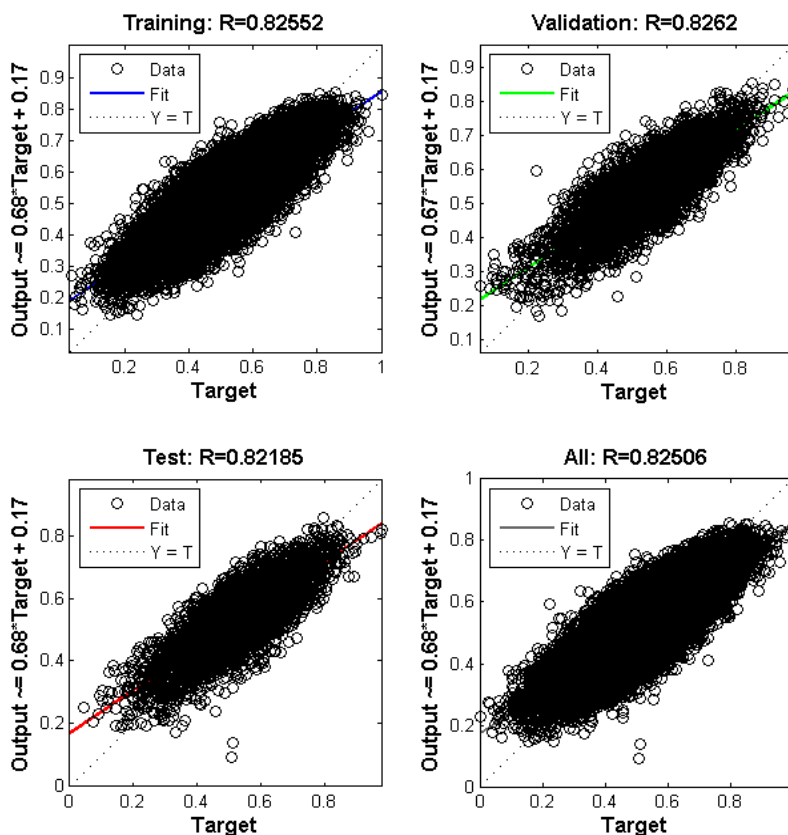 Training: R=0.82552
Output ~= 0.68*Target + 0.17
0.9
0.8
0.7
0.6
0.5
0.4
0.3
0.2
0.1
Data
Fit
Y = T
0.2 0.4 0.6 0.8 1
Target
Validation: R=0.8262
Output ~= 0.67*Target + 0.17
0.9
0.8
0.7
0.6
0.5
0.4
0.3
0.2
0.1
Data
Fit
Y = T
0.2 0.4 0.6 0.8
Target
Test: R=0.82185
Output ~= 0.68*Target + 0.17
0.8
0.6
0.4
0.2
0
Data
Fit
Y = T
0 0.2 0.4 0.6 0.8
Target
All: R=0.82506
Output ~= 0.68*Target + 0.17
1
0.8
0.6
0.4
0.2
0
Data
Fit
Y = T
0 0.2 0.4 0.6 0.8
Target